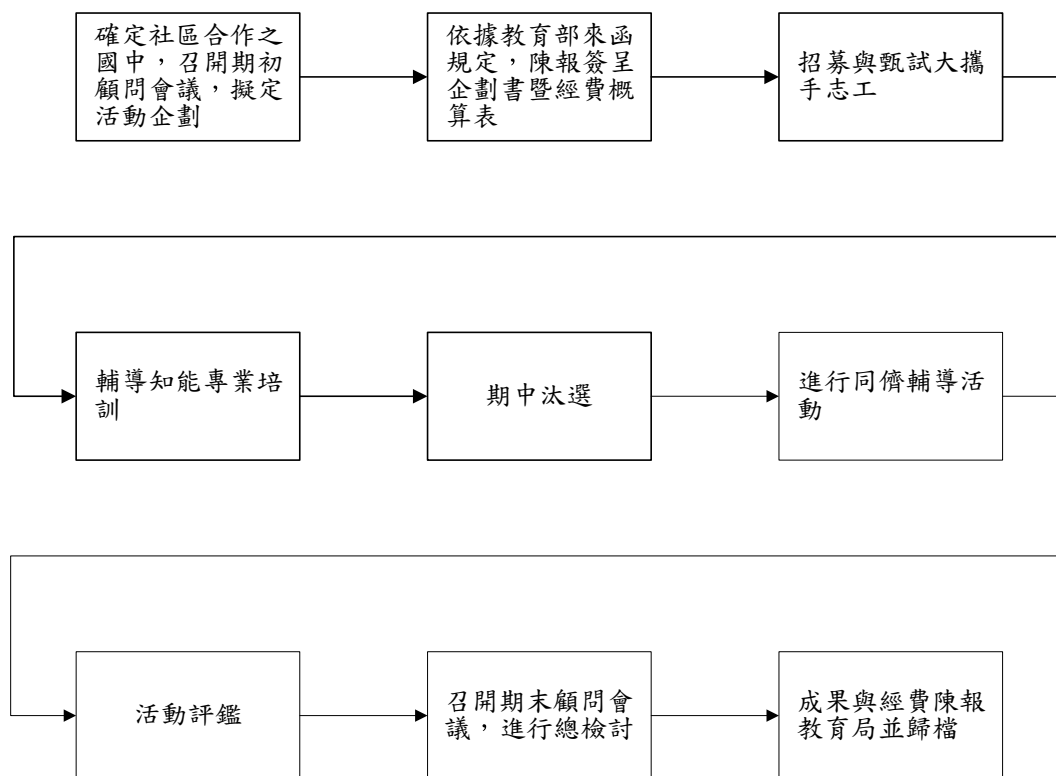 確定社區合作之
國中，召開期初
顧問會議，擬定
活動企劃
依據教育部來函
規定，陳報簽呈
企劃書暨經費概
算表
招募與甄試大攜
手志工
輔導知能專業培
訓
期中汰選
進行同儕輔導活
動
活動評鑑
召開期末顧問會
議，進行總檢討
成果與經費陳報
教育局並歸檔